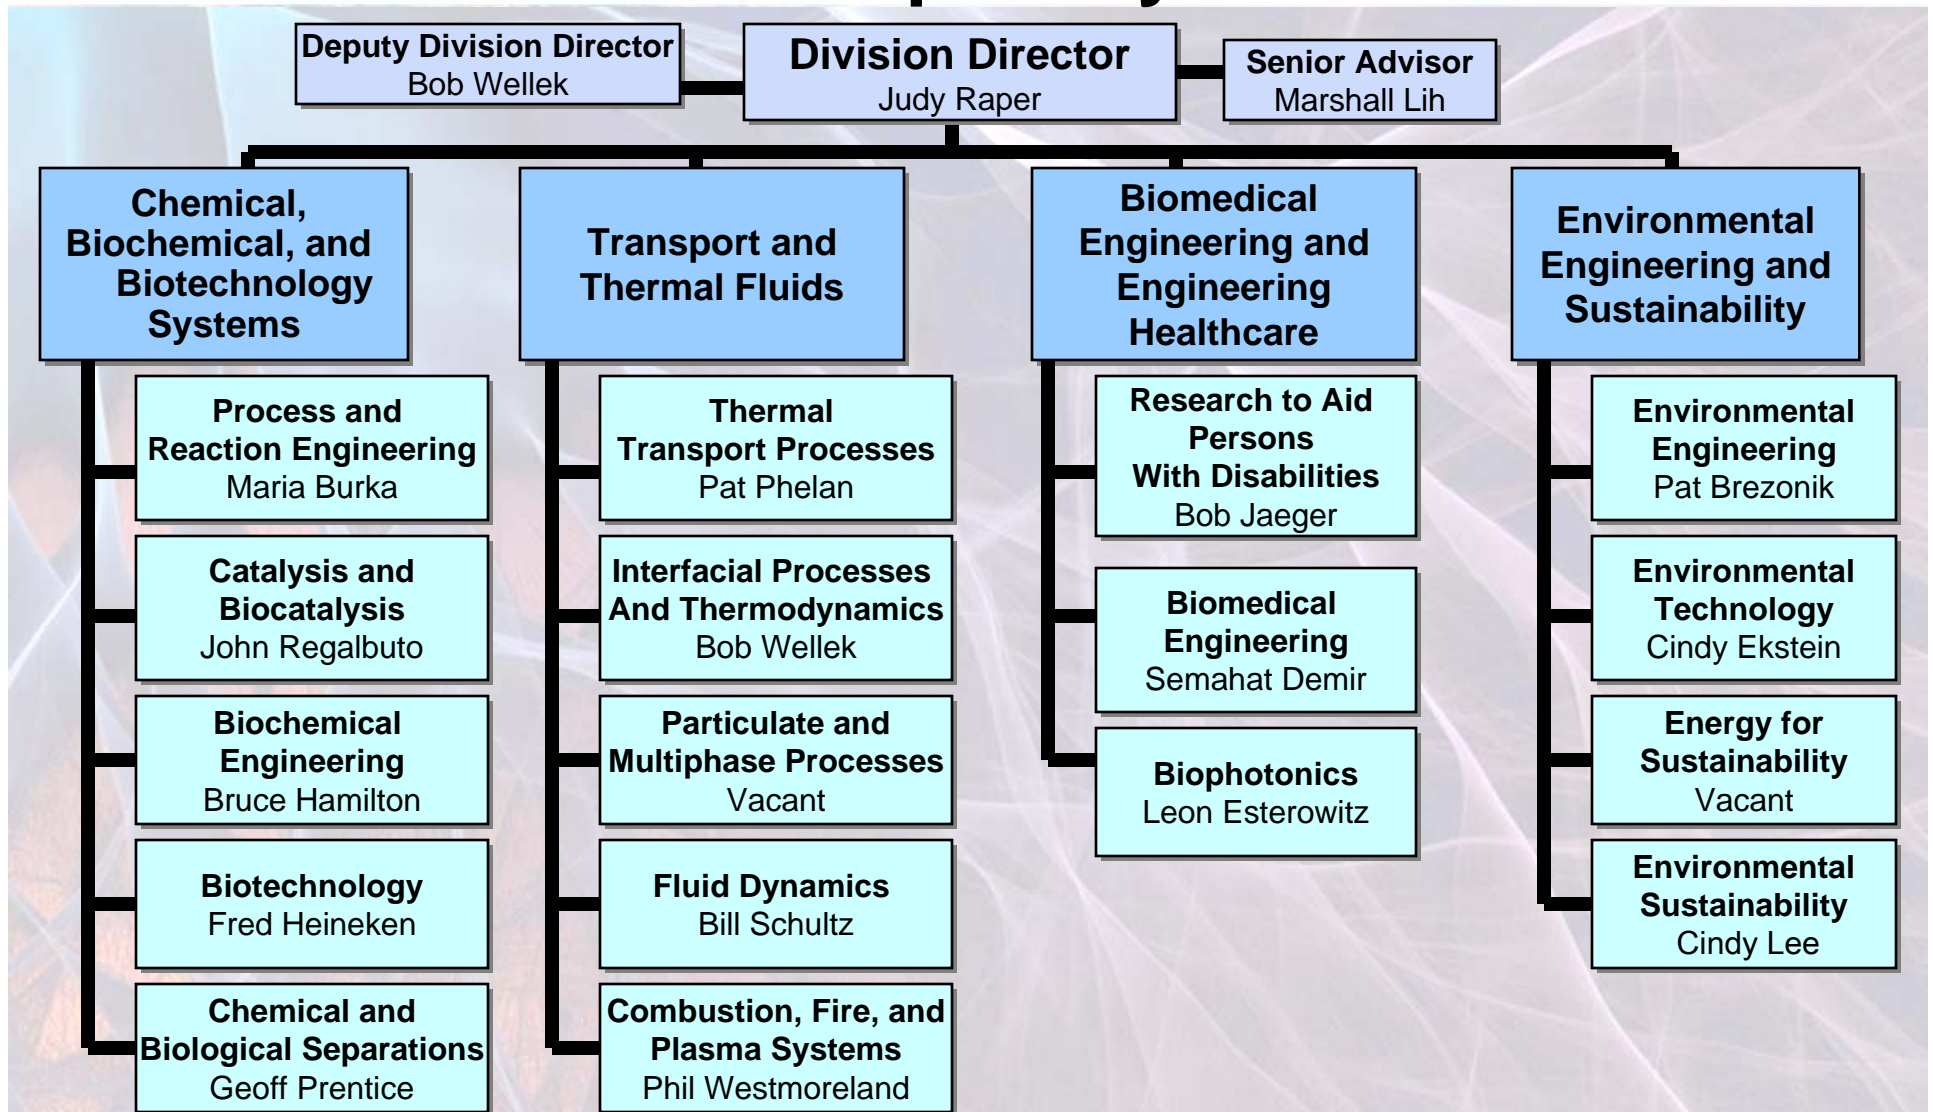 Deputy Division Director
Bob Wellek
Division Director
Judy Raper
Senior Advisor
Marshall Lih
Chemical,
Biochemical, and
Biotechnology
Systems
Process and
Reaction Engineering
Maria Burka
Catalysis and
Biocatalysis
John Regalbuto
Biochemical
Engineering
Bruce Hamilton
Biotechnology
Fred Heineken
Chemical and
Biological Separations
Geoff Prentice
Transport and
Thermal Fluids
Thermal
Transport Processes
Pat Phelan
Interfacial Processes
And Thermodynamics
Bob Wellek
Particulate and
Multiphase Processes
Vacant
Fluid Dynamics
Bill Schultz
Combustion, Fire, and
Plasma Systems
Phil Westmoreland
Biomedical
Engineering and
Engineering
Healthcare
Research to Aid
Persons
With Disabilities
Bob Jaeger
Biomedical
Engineering
Semahat Demir
Biophotonics
Leon Esterowitz
Environmental
Engineering and
Sustainability
Environmental
Engineering
Pat Brezonik
Environmental
Technology
Cindy Ekstein
Energy for
Sustainability
Vacant
Environmental
Sustainability
Cindy Lee